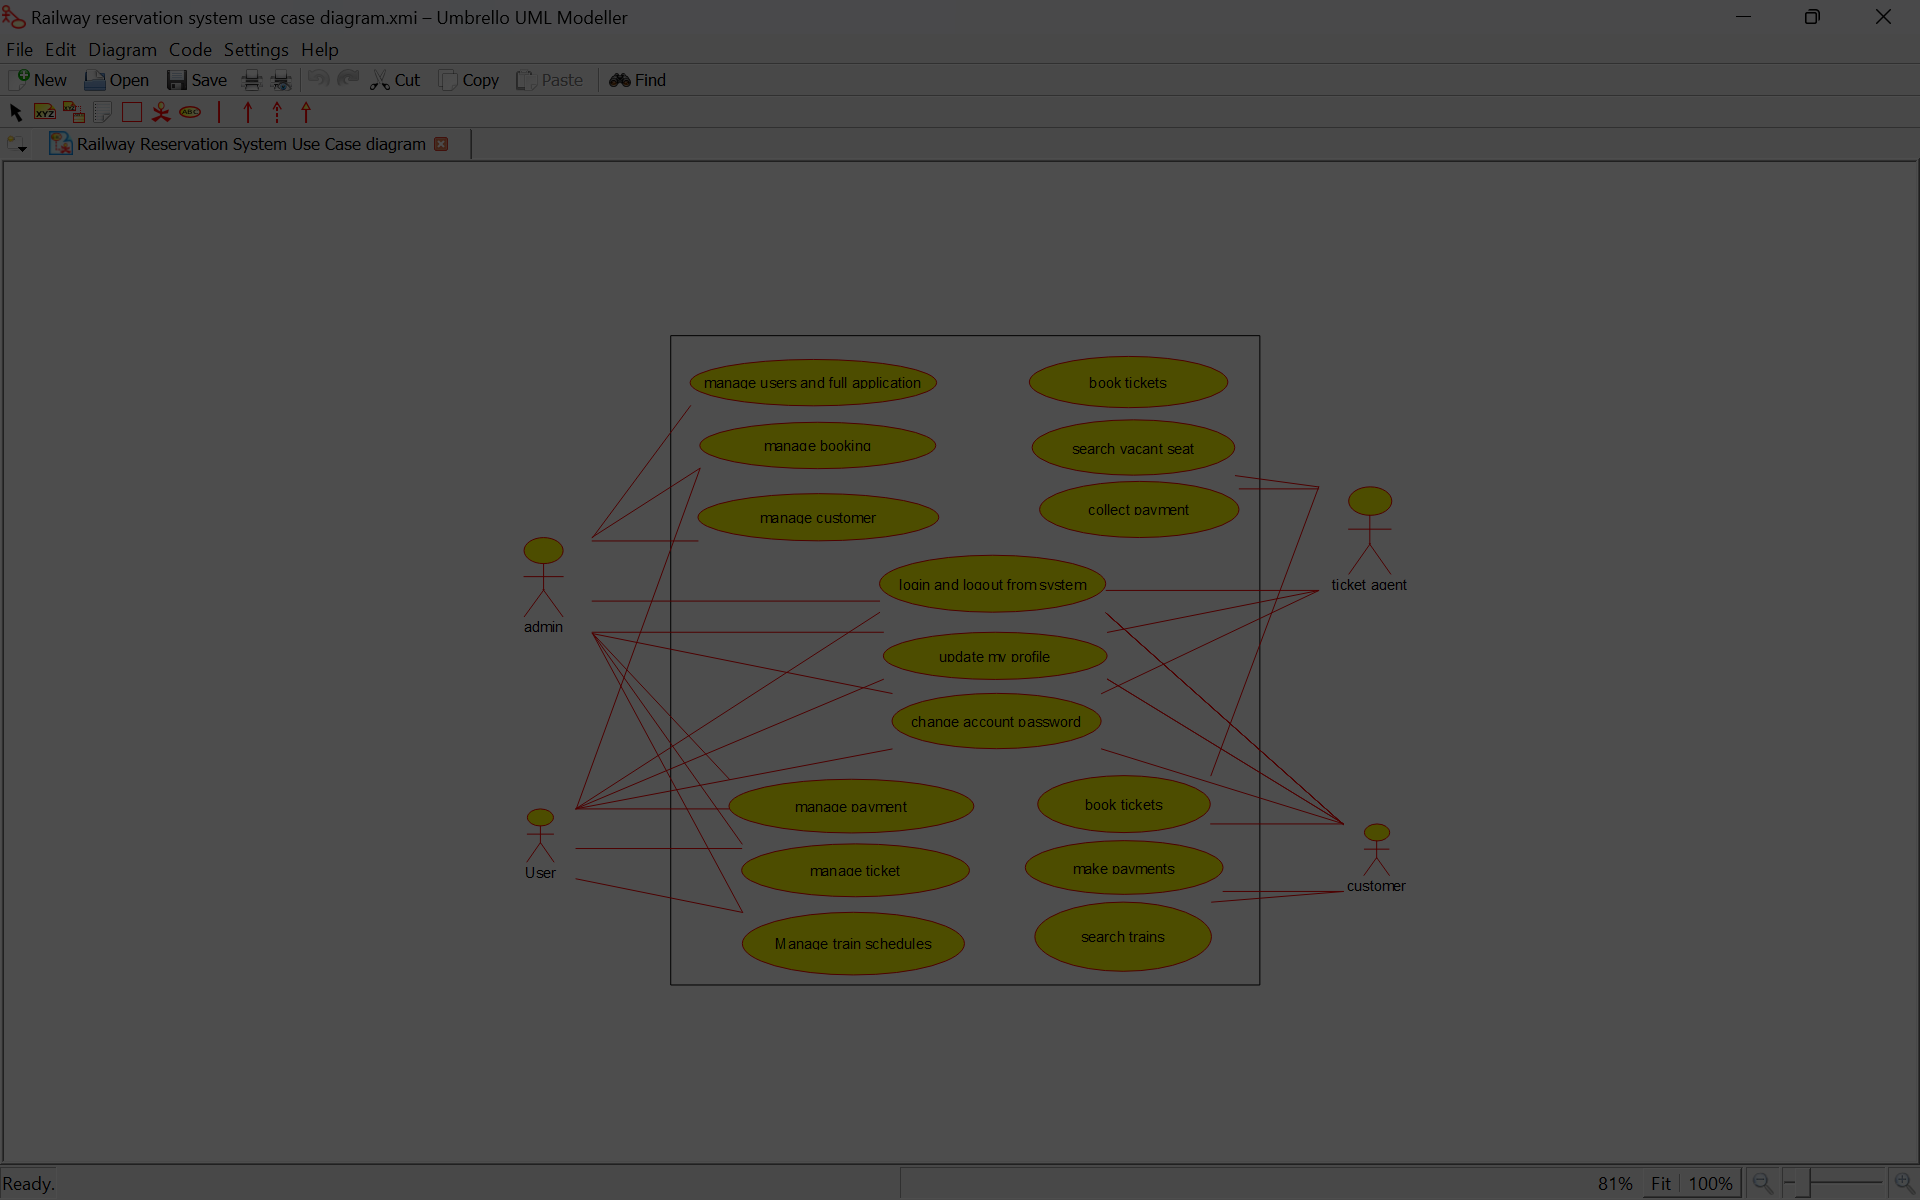 Railway reservation system use case diagram.xmi – Umbrello UML Modeller
File Edit Diagram Code Settings Help
New Open Save Cut Copy Paste Find
XYZ ABC
Railway Reservation System Use Case diagram
manage users and full application
book tickets
manage booking
search vacant seat
manage customer
collect payment
login and logout from system
ticket agent
admin
update my profile
change account password
manage payment
book tickets
User
manage ticket
make payments
customer
Manage train schedules
search trains
Ready.
81% Fit 100%